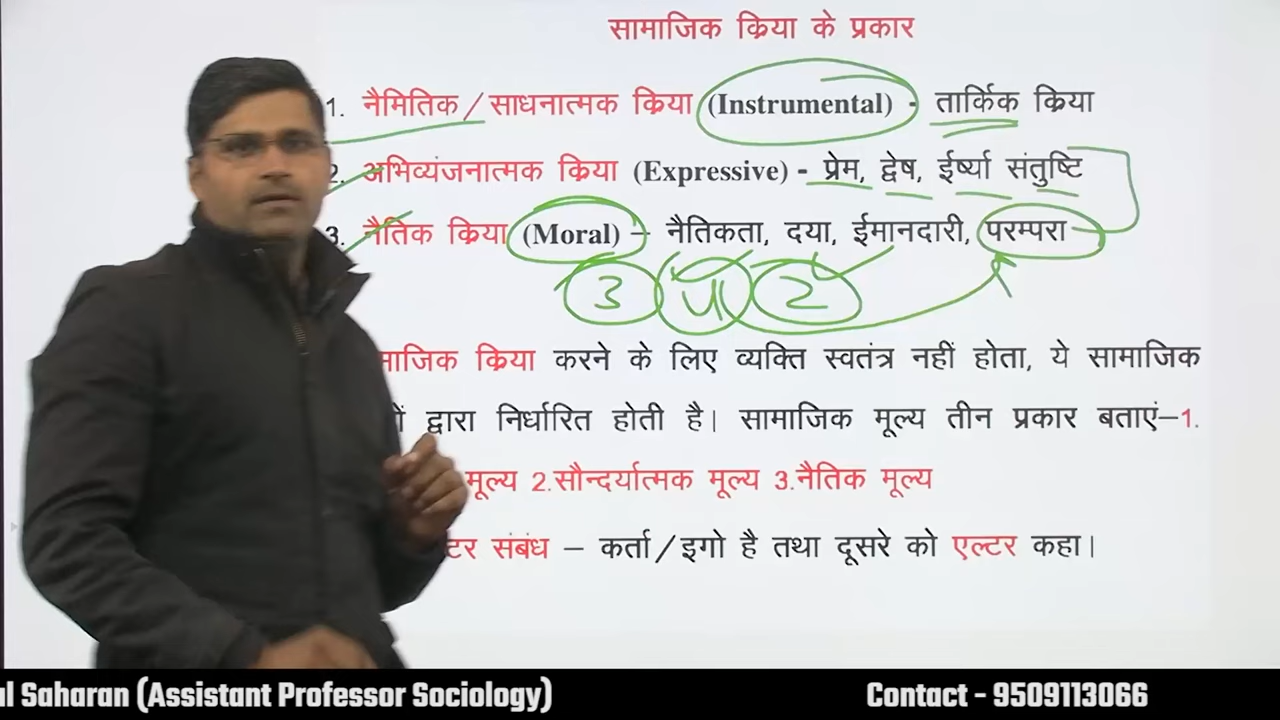 सामाजिक क्रिया के प्रकार
1. नैमितिक/साधनात्मक क्रिया (Instrumental) - तार्किक क्रिया
2. अभिव्यंजनात्मक क्रिया (Expressive) - प्रेम, द्वेष, ईर्ष्या संतुष्टि
3. नैतिक क्रिया (Moral) – नैतिकता, दया, ईमानदारी, परम्परा
3 पा 2
क्रिया करने के लिए व्यक्ति स्वतंत्र नहीं होता, ये सामाजिक
द्वारा निर्धारित होती है। सामाजिक मूल्य तीन प्रकार बताएं–1.
मूल्य 2.सौन्दर्यात्मक मूल्य 3.नैतिक मूल्य
संबंध – कर्ता/इगो है तथा दूसरे को एल्टर कहा।
Saharan (Assistant Professor Sociology) Contact - 9509113066